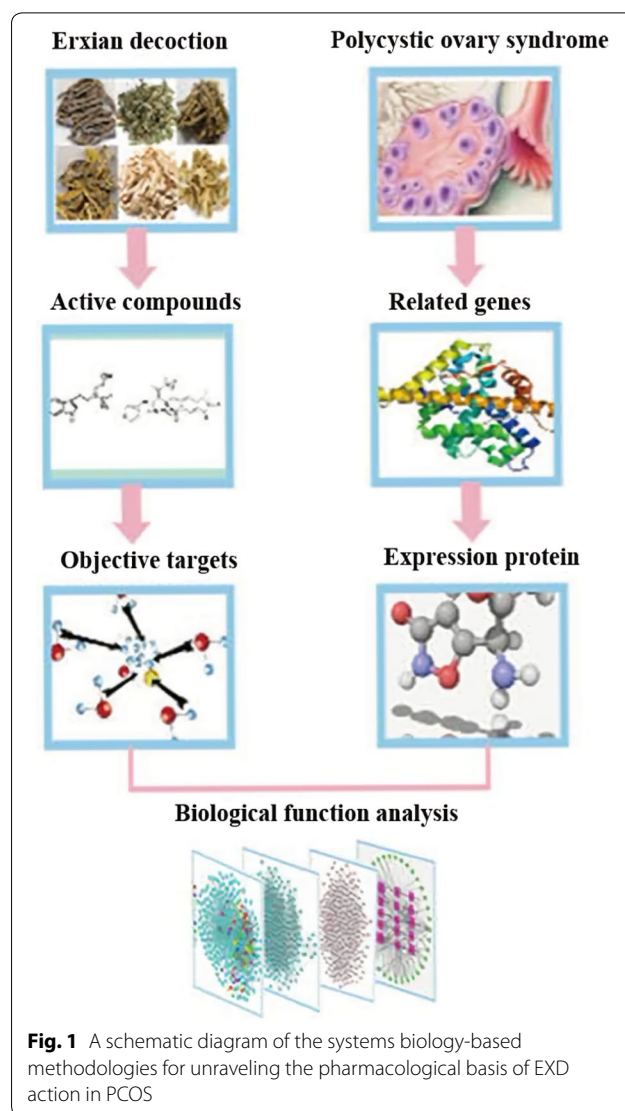 Erxian decoction
Polycystic ovary syndrome
Active compounds
Related genes
Objective targets
Expression protein
Biological function analysis
Fig. 1 A schematic diagram of the systems biology-based
methodologies for unraveling the pharmacological basis of EXD
action in PCOS